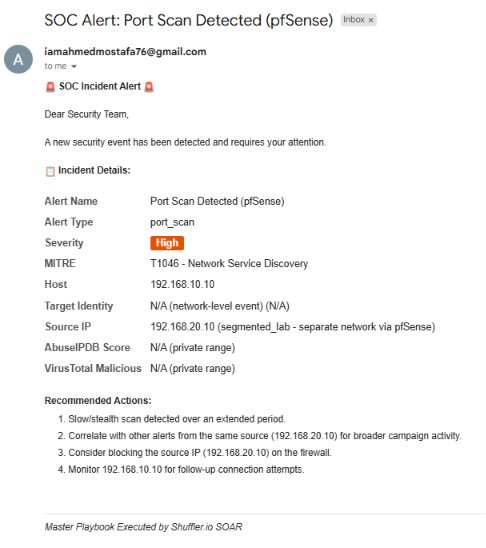 SOC Alert: Port Scan Detected (pfSense) Inbox ×
A iamahmedmostafa76@gmail.com
to me
🚨 SOC Incident Alert 🚨
Dear Security Team,
A new security event has been detected and requires your attention.
📋 Incident Details:
Alert Name Port Scan Detected (pfSense)
Alert Type port_scan
Severity High
MITRE T1046 - Network Service Discovery
Host 192.168.10.10
Target Identity N/A (network-level event) (N/A)
Source IP 192.168.20.10 (segmented_lab - separate network via pfSense)
AbuseIPDB Score N/A (private range)
VirusTotal Malicious N/A (private range)
Recommended Actions:
1. Slow/stealth scan detected over an extended period.
2. Correlate with other alerts from the same source (192.168.20.10) for broader campaign activity.
3. Consider blocking the source IP (192.168.20.10) on the firewall.
4. Monitor 192.168.10.10 for follow-up connection attempts.
Master Playbook Executed by Shuffler.io SOAR